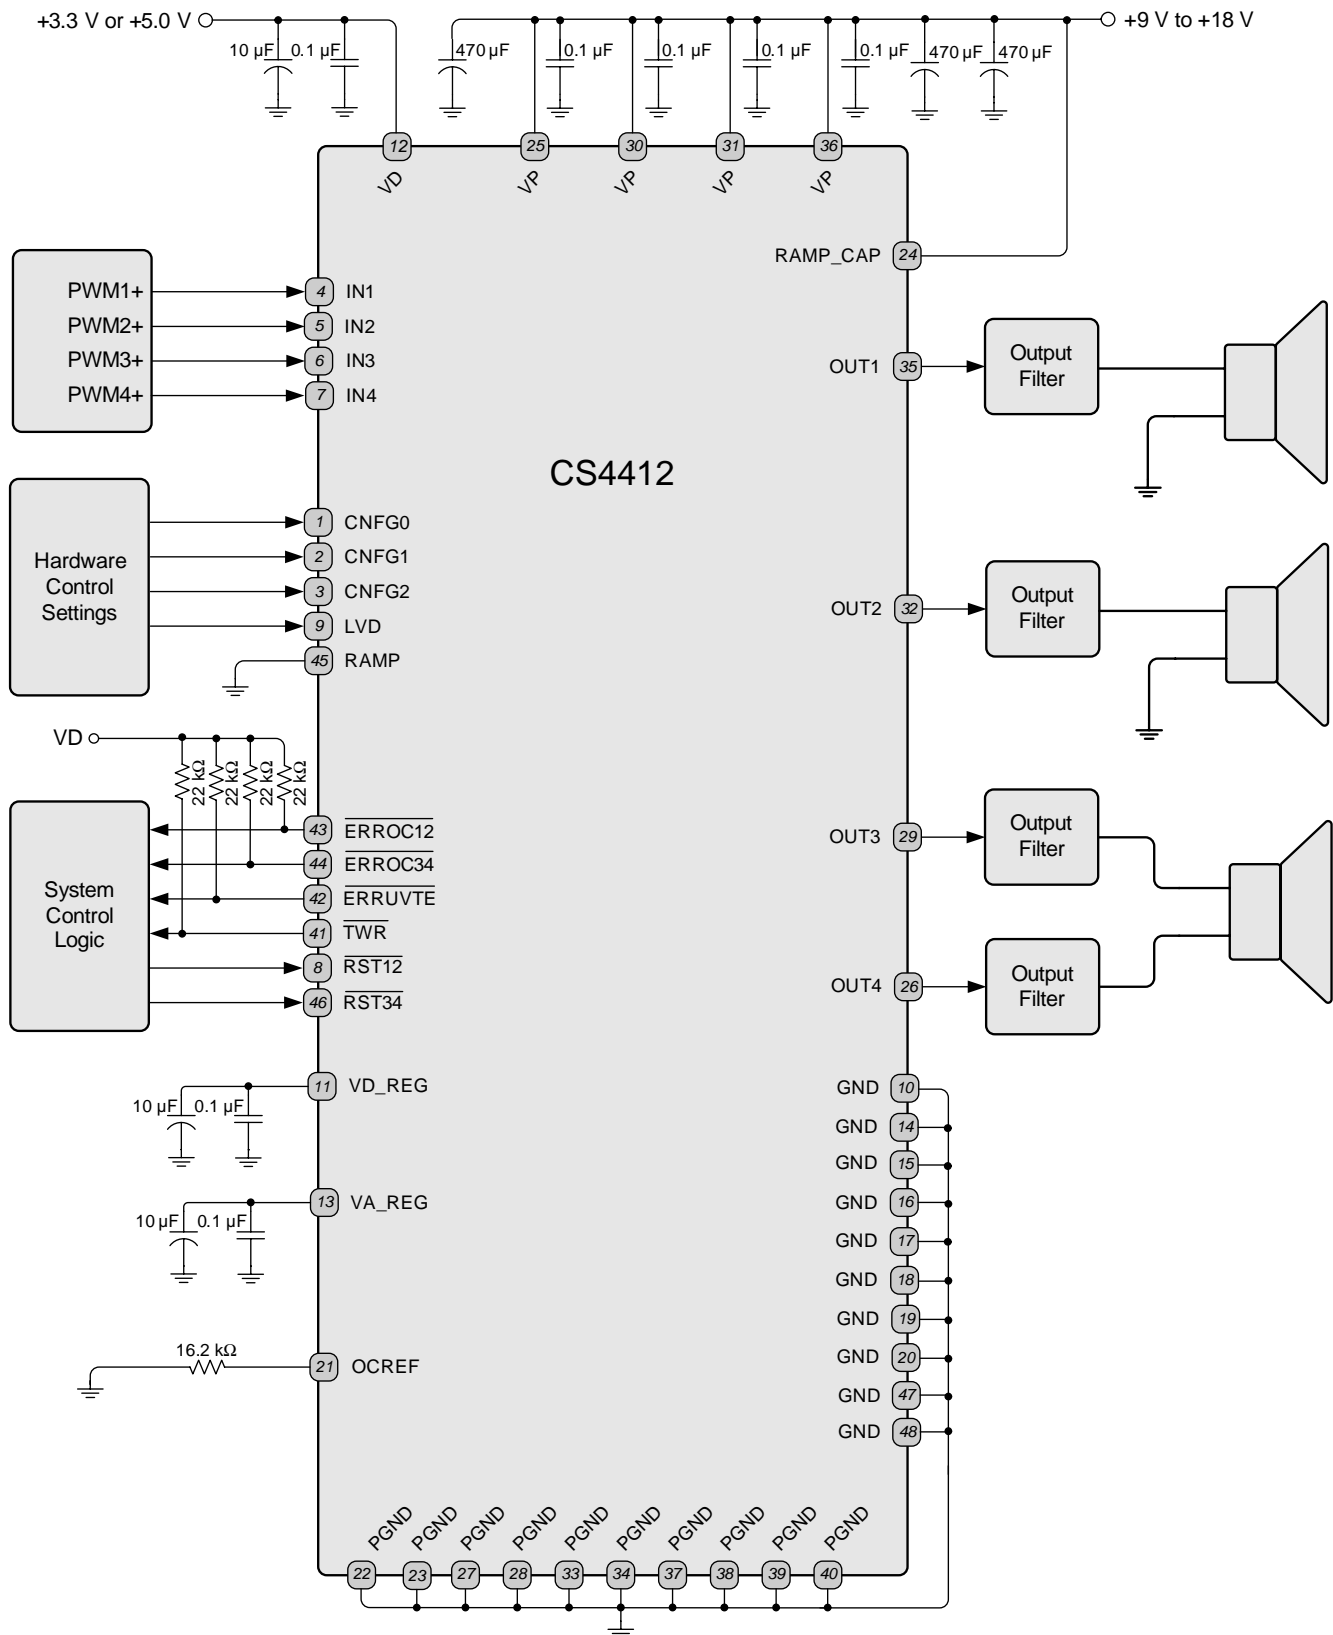 +3.3 V or +5.0 V
+9 V to +18 V
10 µF
0.1 µF
470 µF
0.1 µF
0.1 µF
0.1 µF
0.1 µF
470 µF
470 µF
12
25
30
31
36
VD
VP
VP
VP
VP
RAMP_CAP
24
PWM1+
4
IN1
PWM2+
5
IN2
PWM3+
6
IN3
PWM4+
7
IN4
OUT1
35
Output
Filter
CS4412
Hardware
Control
Settings
1
CNFG0
2
CNFG1
3
CNFG2
9
LVD
45
RAMP
OUT2
32
Output
Filter
VD
22 kΩ
22 kΩ
22 kΩ
22 kΩ
System
Control
Logic
43
ERROC12
44
ERROC34
42
ERRUVTE
41
TWR
8
RST12
46
RST34
OUT3
29
Output
Filter
OUT4
26
Output
Filter
11
VD_REG
10 µF
0.1 µF
13
VA_REG
10 µF
0.1 µF
16.2 kΩ
21
OCREF
GND
10
GND
14
GND
15
GND
16
GND
17
GND
18
GND
19
GND
20
GND
47
GND
48
PGND
PGND
PGND
PGND
PGND
PGND
PGND
PGND
PGND
PGND
22
23
27
28
33
34
37
38
39
40